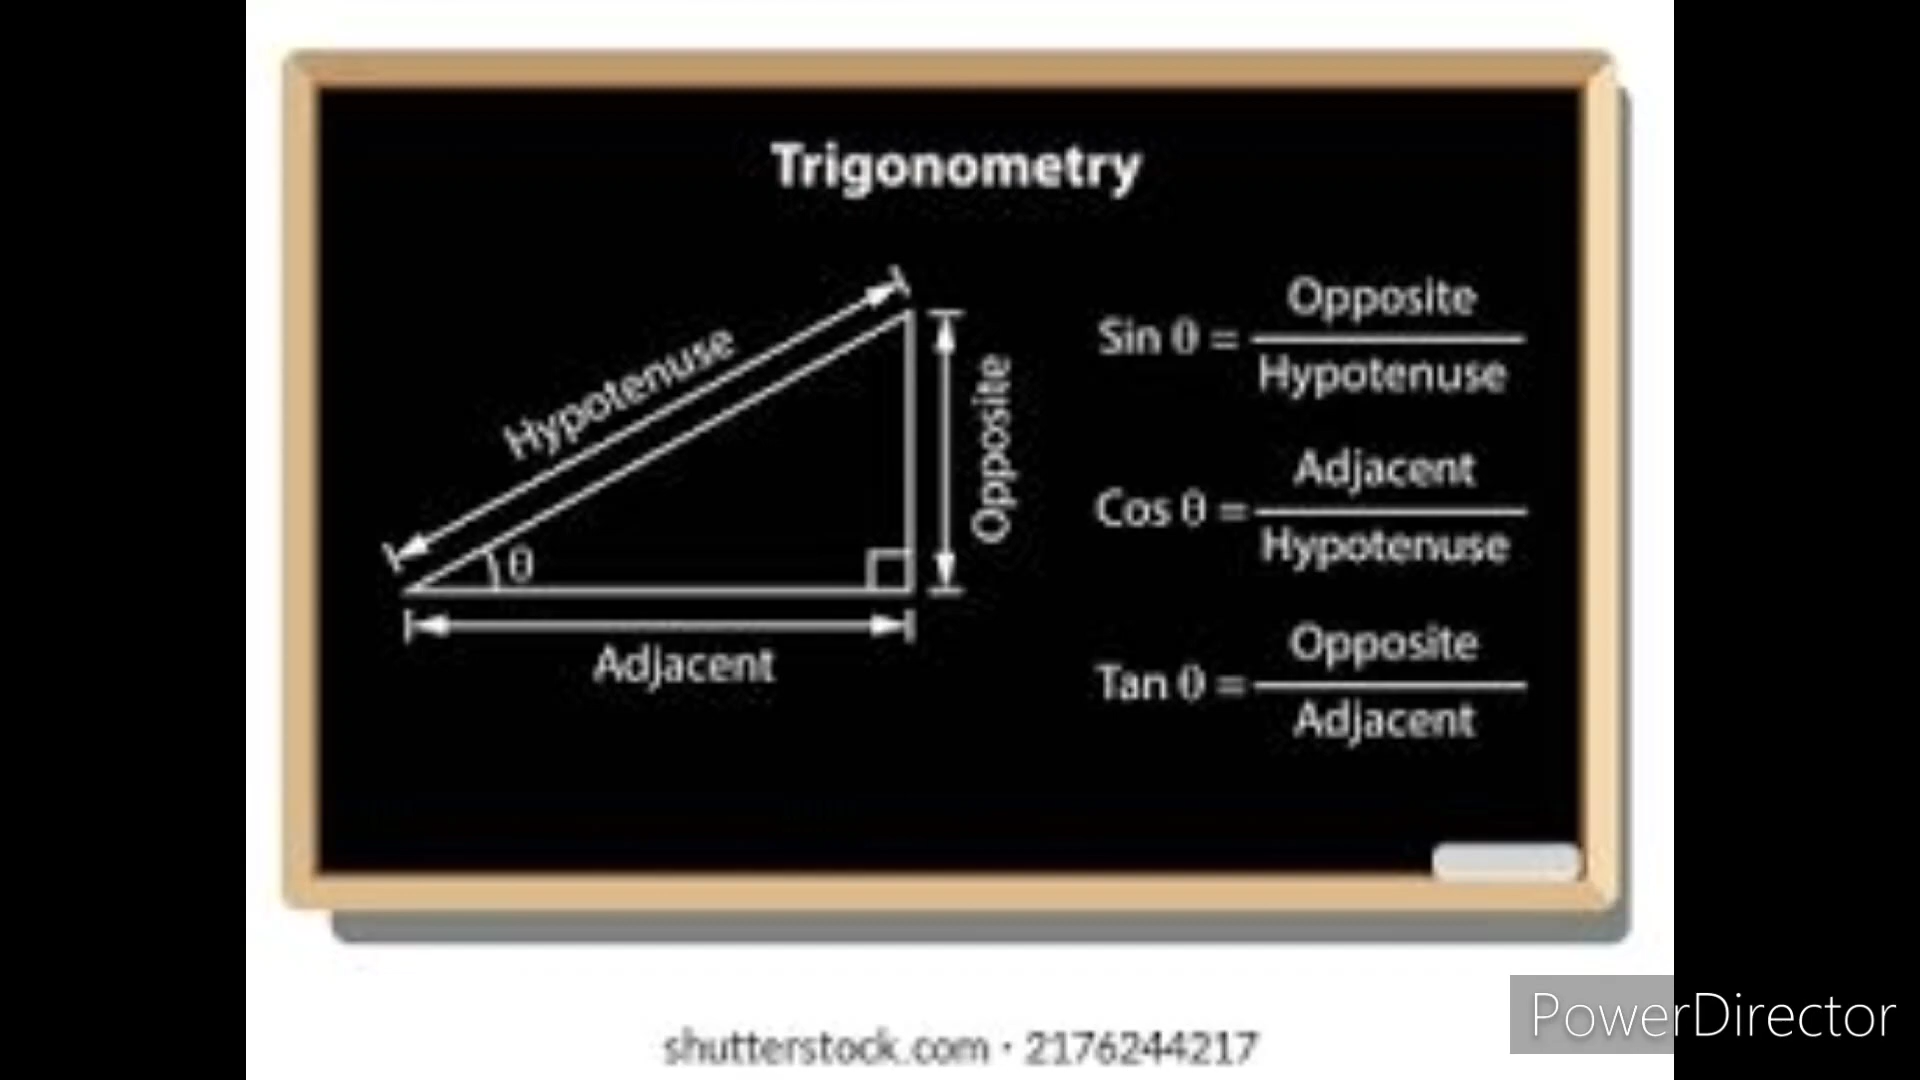 Trigonometry
Hypotenuse
Opposite
θ
Adjacent
Sin θ = Opposite / Hypotenuse
Cos θ = Adjacent / Hypotenuse
Tan θ = Opposite / Adjacent
shutterstock.com · 2176244217
PowerDirector